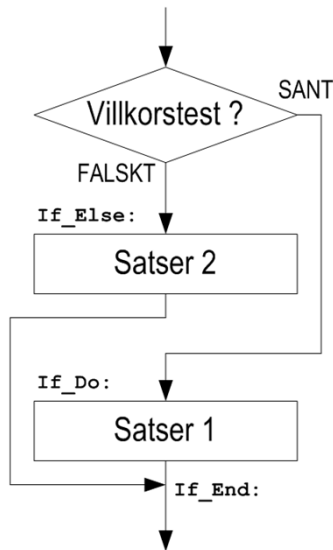 Villkorstest ?
SANT
FALSKT
If_Else:
Satser 2
If_Do:
Satser 1
If_End: